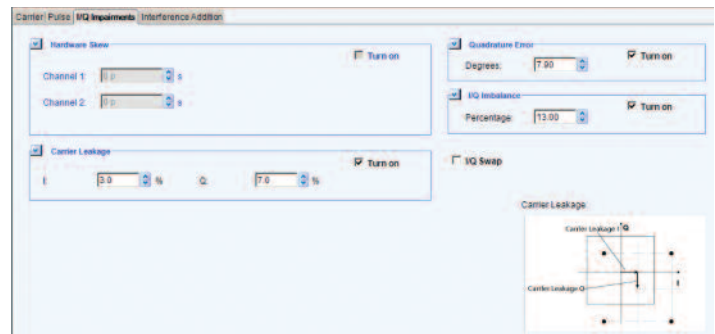 Carrier Pulse I/Q Impairments Interference Addition
Hardware Skew
Turn on
Channel 1: 0 p s
Channel 2: 0 p s
Quadrature Error
Degrees: 7.90
Turn on
I/Q Imbalance
Percentage: 13.00
Turn on
Carrier Leakage
Turn on
I: 3.0 % Q: 7.0 %
I/Q Swap
Carrier Leakage
Carrier Leakage I
Q
I
Carrier Leakage Q